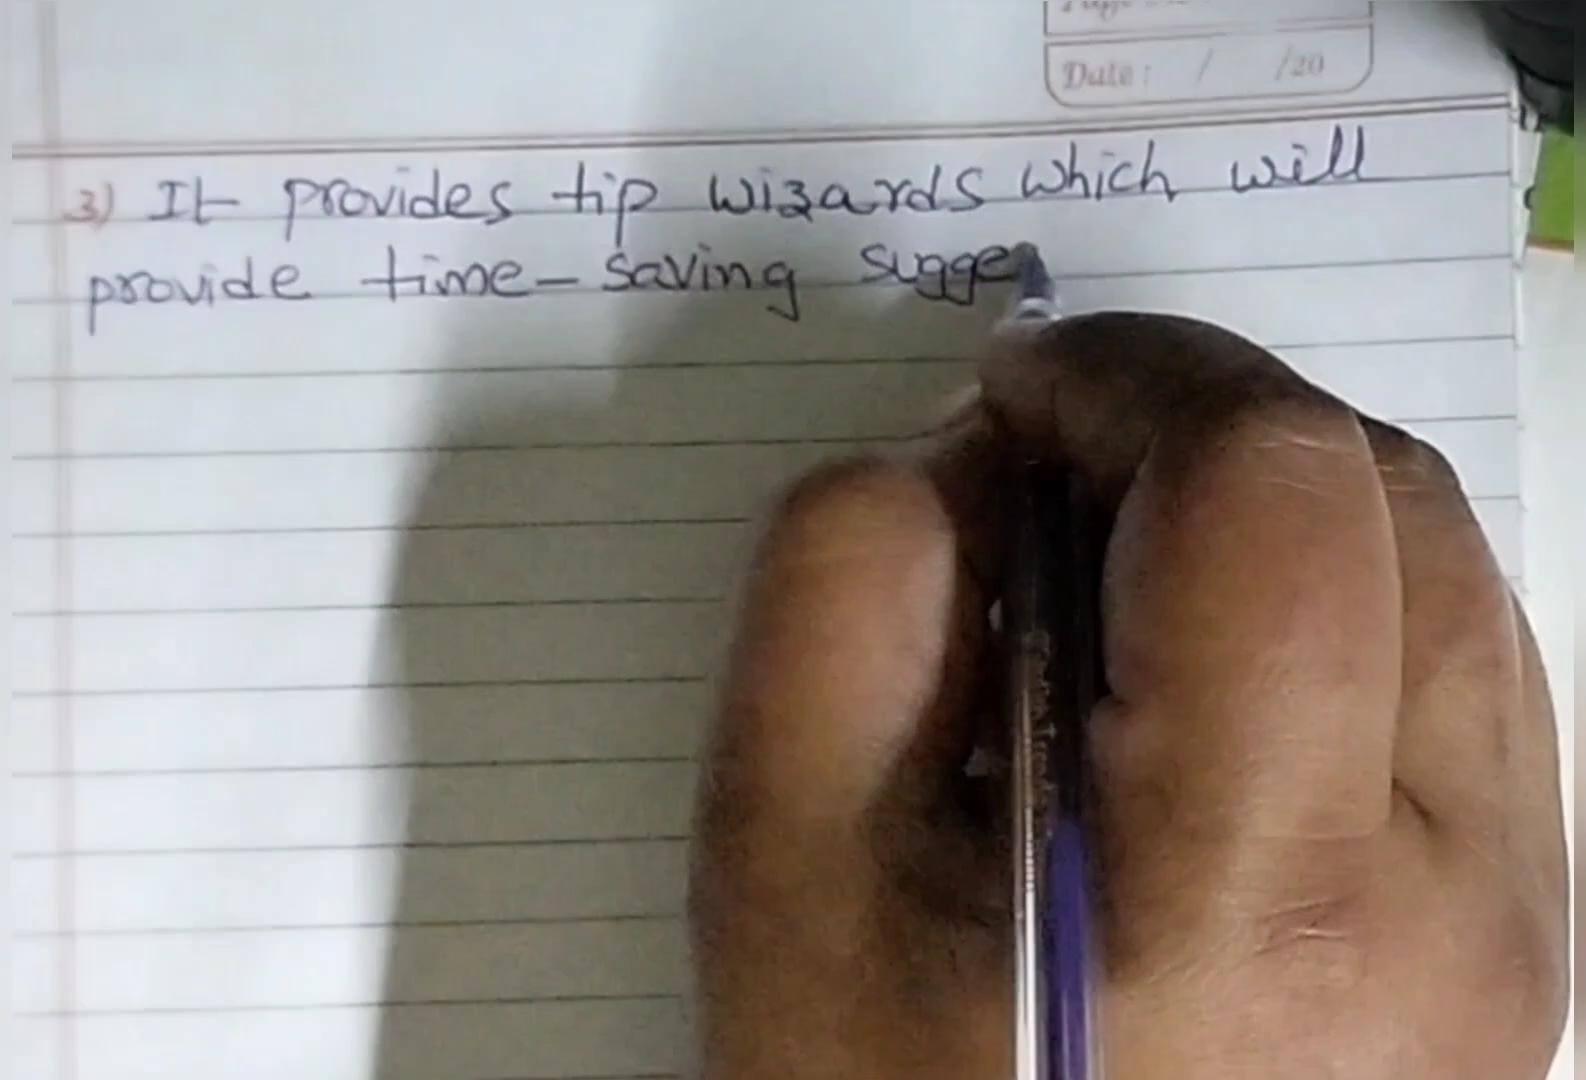 Date: / /20
3) It provides tip wizards which will
provide time-saving sugge